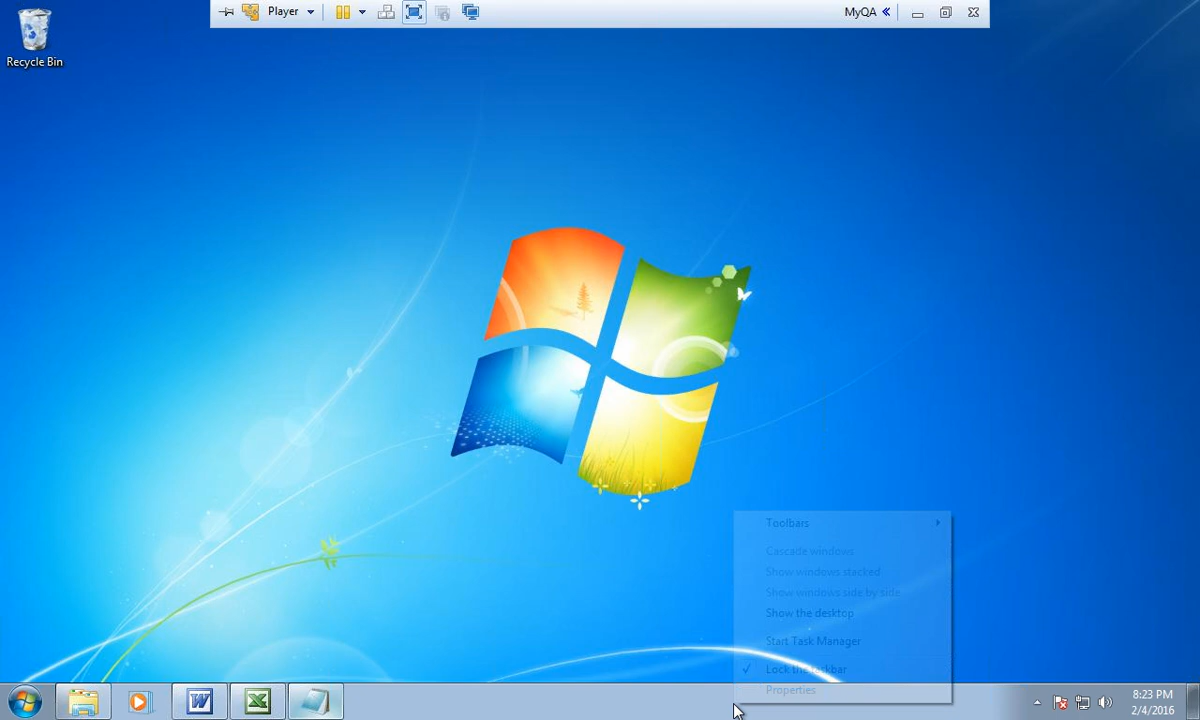 Player
MyQA
Recycle Bin
Toolbars
Cascade windows
Show windows stacked
Show windows side by side
Show the desktop
Start Task Manager
Lock the taskbar
Properties
8:23 PM
2/4/2016